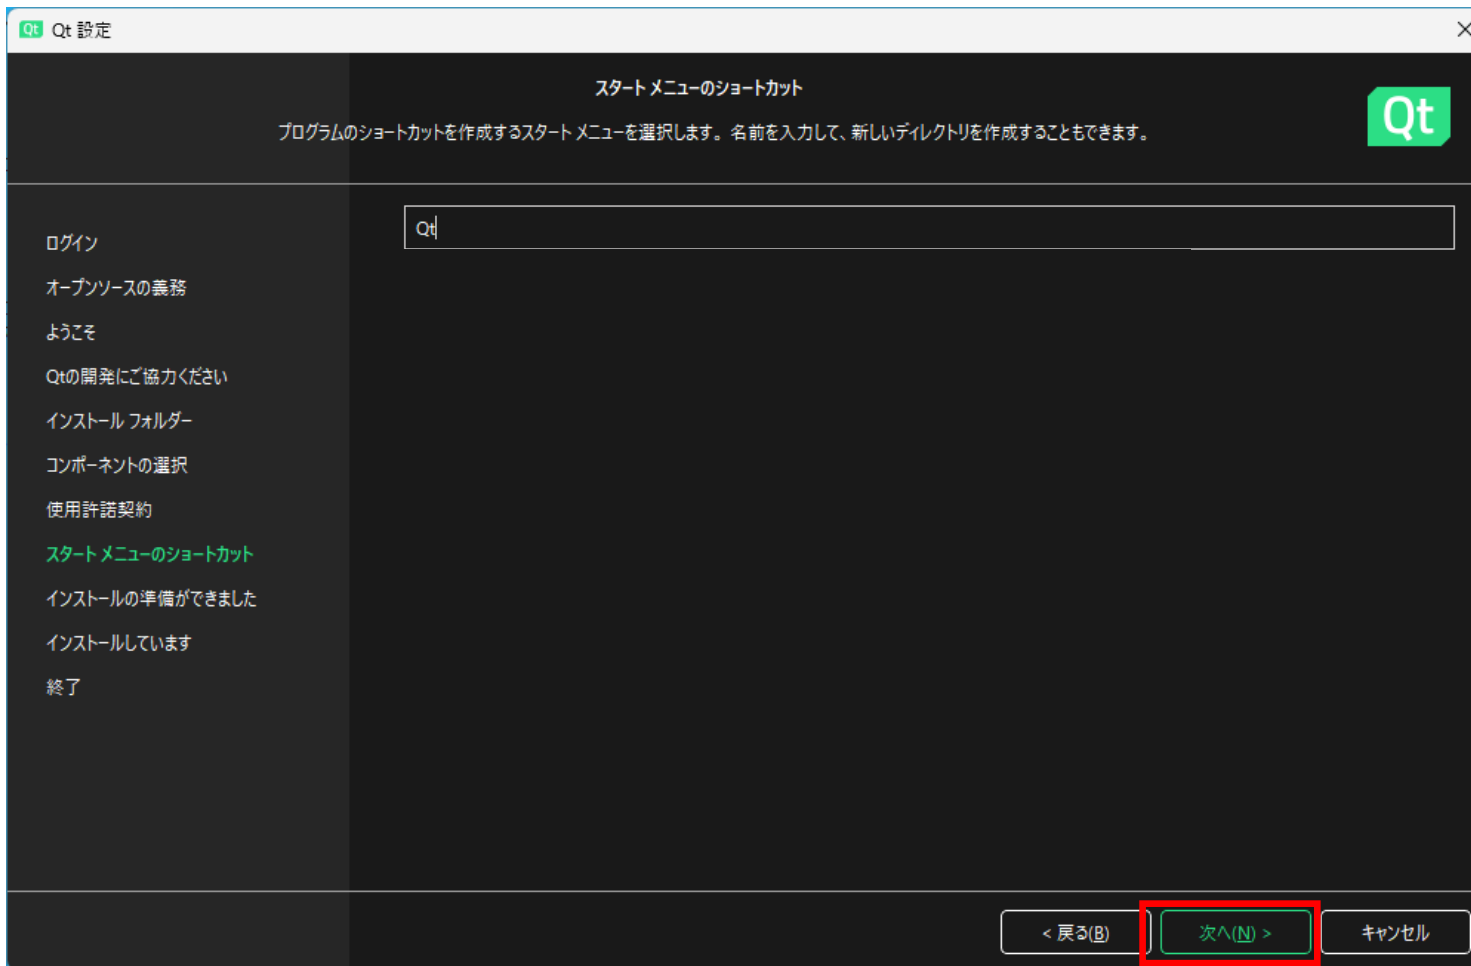 Qt 設定
スタート メニューのショートカット
プログラムのショートカットを作成するスタート メニューを選択します。名前を入力して、新しいディレクトリを作成することもできます。
Qt
Qt
ログイン
オープンソースの義務
ようこそ
Qtの開発にご協力ください
インストール フォルダー
コンポーネントの選択
使用許諾契約
スタート メニューのショートカット
インストールの準備ができました
インストールしています
終了
< 戻る(B)
次へ(N) >
キャンセル